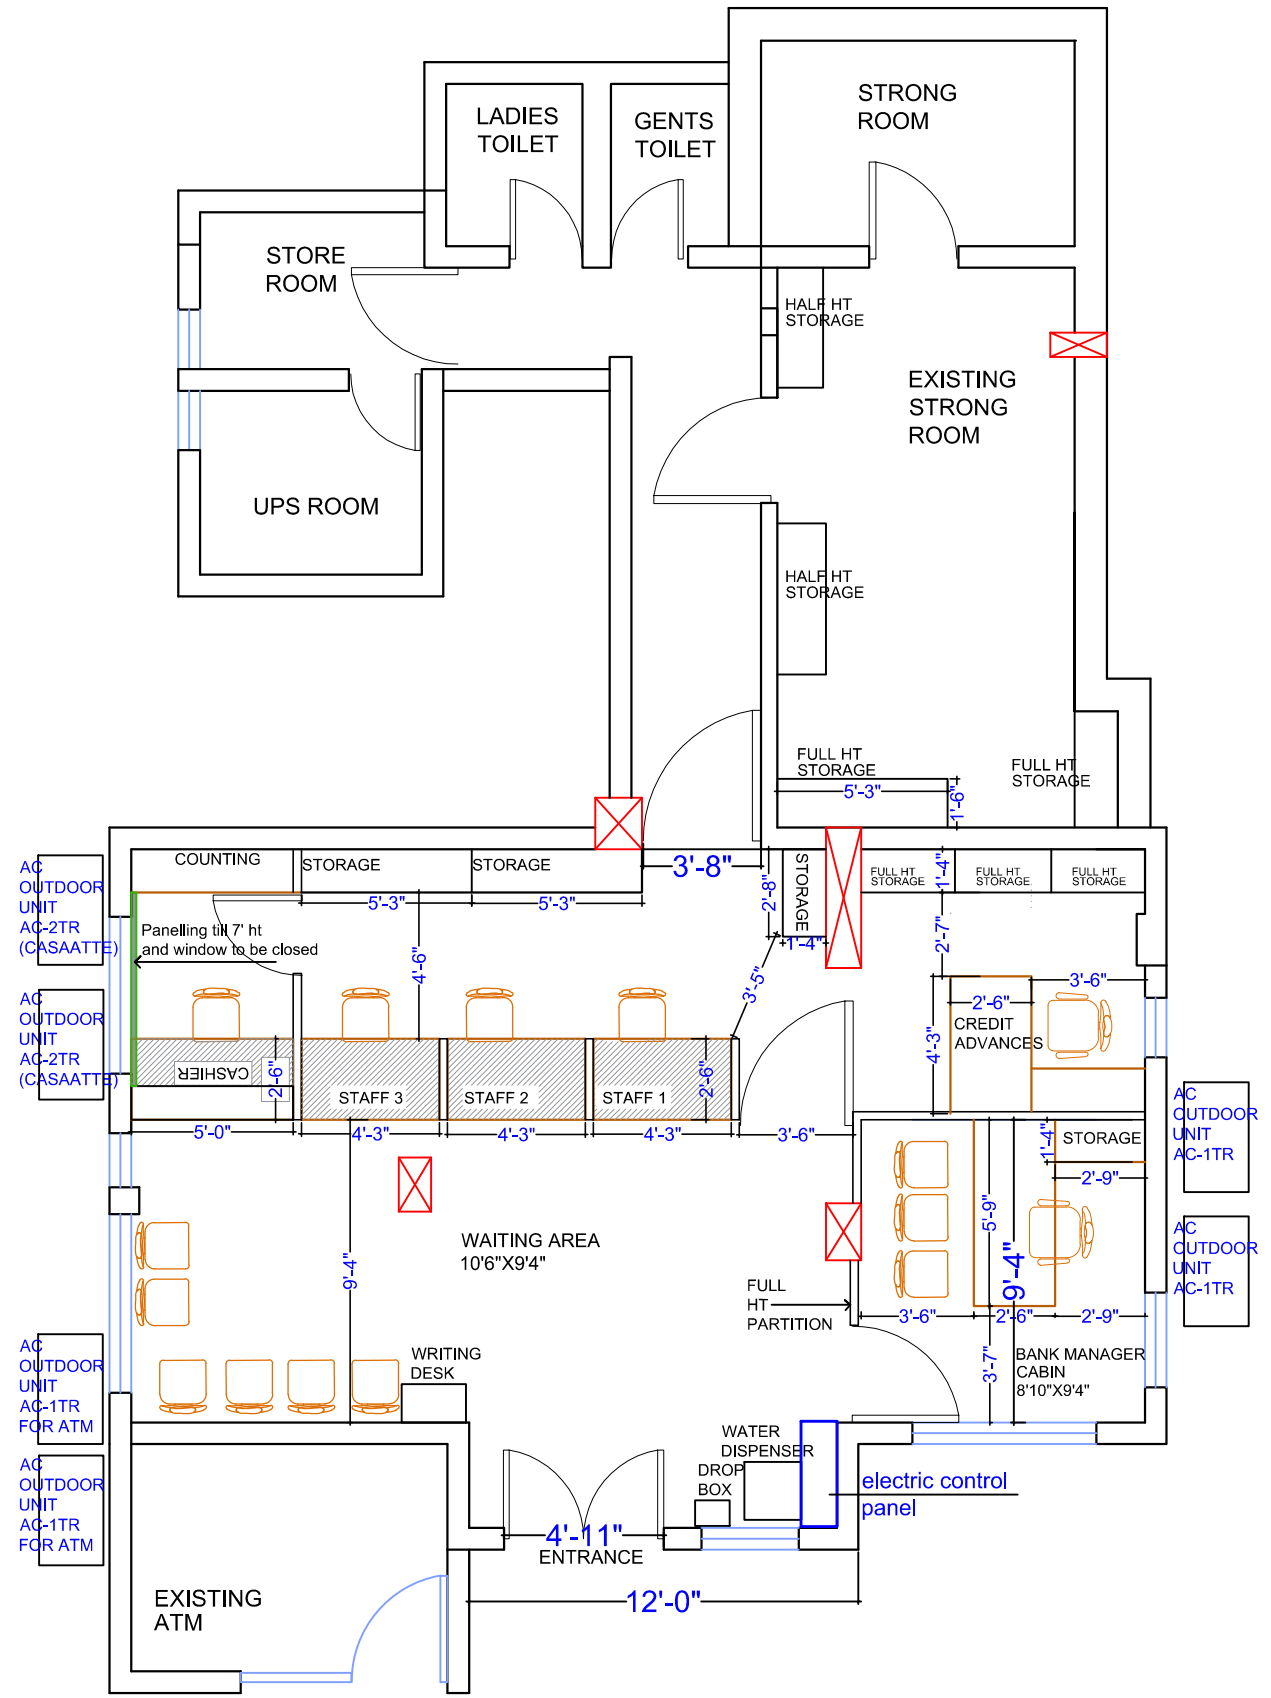 STRONG
ROOM
LADIES
TOILET
GENTS
TOILET
STORE
ROOM
HALF HT
STORAGE
EXISTING
STRONG
ROOM
UPS ROOM
HALF HT
STORAGE
FULL HT
STORAGE
5'-3"
1'-6"
FULL HT
STORAGE
AC
OUTDOOR
UNIT
AC-2TR
(CASAATTE)
COUNTING
STORAGE
STORAGE
3'-8"
2'-8"
STORAGE
1'-4"
FULL HT
STORAGE
1'-4"
FULL HT
STORAGE
FULL HT
STORAGE
5'-3"
5'-3"
Panelling till 7' ht
and window to be closed
4'-6"
3'-5"
2'-7"
AC
OUTDOOR
UNIT
AC-2TR
(CASAATTE)
3'-6"
2'-6"
4'-3"
CREDIT
ADVANCES
CASHIER
2'-6"
STAFF 3
STAFF 2
STAFF 1
2'-6"
5'-0"
4'-3"
4'-3"
4'-3"
3'-6"
AC
OUTDOOR
UNIT
AC-1TR
1'-4"
STORAGE
2'-9"
5'-9"
9'-4"
WAITING AREA
10'6"X9'4"
9'-4"
AC
OUTDOOR
UNIT
AC-1TR
FULL
HT
PARTITION
3'-6"
2'-6"
2'-9"
3'-7"
BANK MANAGER
CABIN
8'10"X9'4"
AC
OUTDOOR
UNIT
AC-1TR
FOR ATM
WRITING
DESK
WATER
DISPENSER
DROP
BOX
electric control
panel
AC
OUTDOOR
UNIT
AC-1TR
FOR ATM
4'-11"
ENTRANCE
12'-0"
EXISTING
ATM